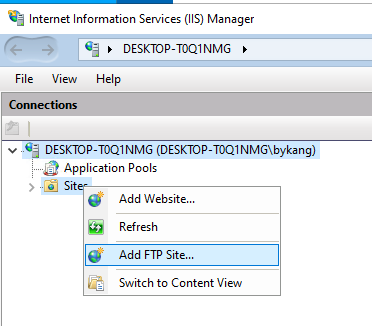 Internet Information Services (IIS) Manager
DESKTOP-T0Q1NMG
File View Help
Connections
DESKTOP-T0Q1NMG (DESKTOP-T0Q1NMG\bykang)
Application Pools
Sites
Add Website...
Refresh
Add FTP Site...
Switch to Content View